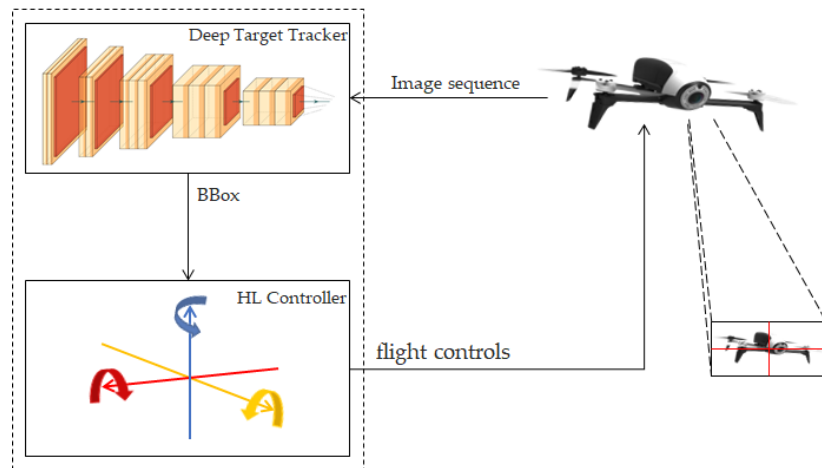 Deep Target Tracker
Image sequence
BBox
HL Controller
flight controls